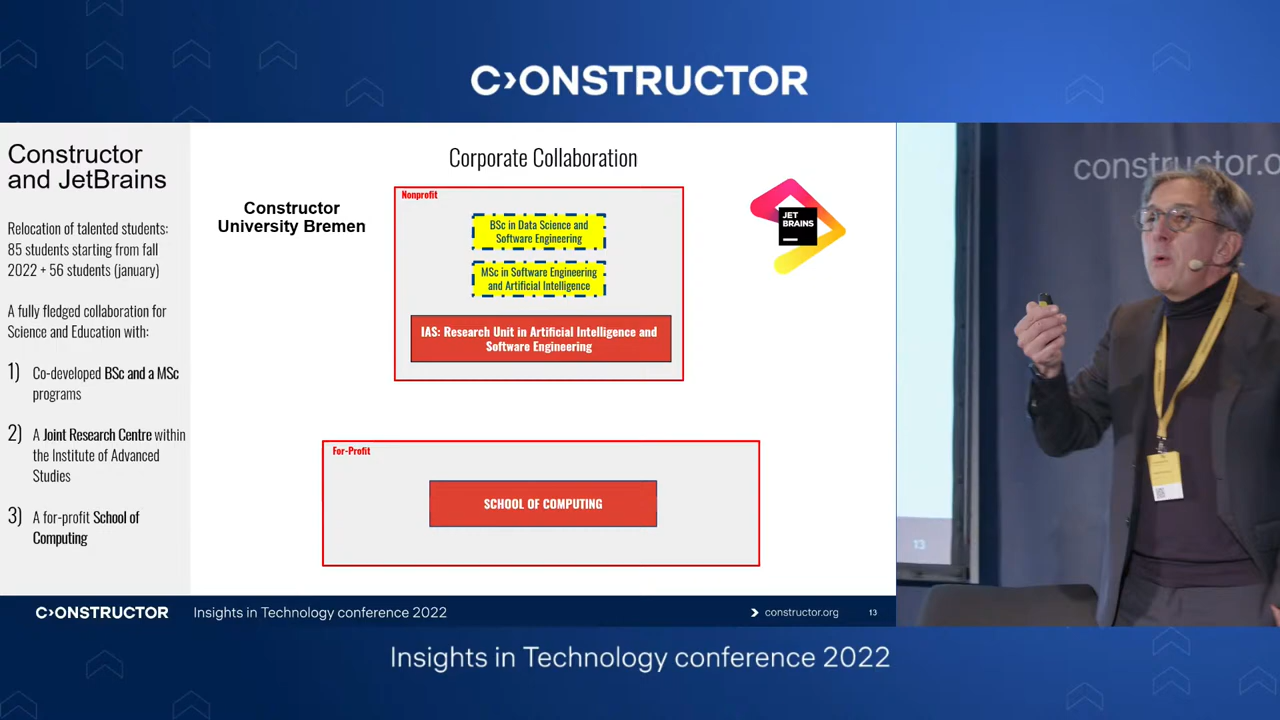 C›ONSTRUCTOR
Constructor
and JetBrains
Relocation of talented students:
85 students starting from fall
2022 + 56 students (january)
A fully fledged collaboration for
Science and Education with:
1) Co-developed BSc and a MSc
programs
2) A Joint Research Centre within
the Institute of Advanced
Studies
3) A for-profit School of
Computing
Corporate Collaboration
Constructor
University Bremen
Nonprofit
BSc in Data Science and
Software Engineering
MSc in Software Engineering
and Artificial Intelligence
IAS: Research Unit in Artificial Intelligence and
Software Engineering
JET
BRAINS
For-Profit
SCHOOL OF COMPUTING
C›ONSTRUCTOR
Insights in Technology conference 2022
constructor.org
13
constructor.o
13
Insights in Technology conference 2022